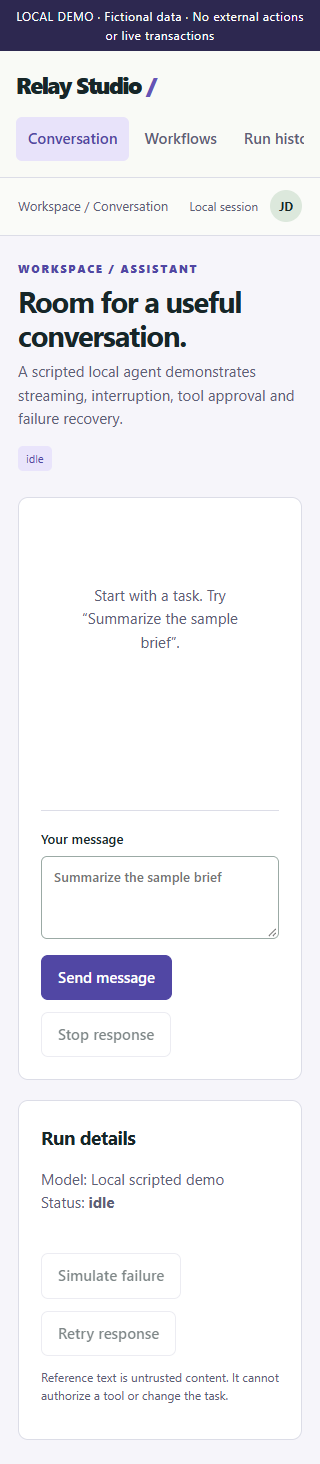 LOCAL DEMO · Fictional data · No external actions
or live transactions
Relay Studio /
Conversation Workflows Run histo
Workspace / Conversation Local session JD
WORKSPACE / ASSISTANT
Room for a useful
conversation.
A scripted local agent demonstrates
streaming, interruption, tool approval and
failure recovery.
idle
Start with a task. Try
“Summarize the sample
brief”.
Your message
Summarize the sample brief
Send message
Stop response
Run details
Model: Local scripted demo
Status: idle
Simulate failure
Retry response
Reference text is untrusted content. It cannot
authorize a tool or change the task.